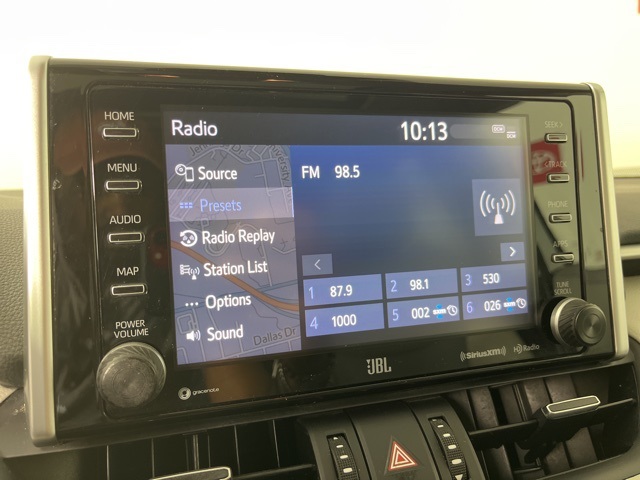 HOME
MENU
AUDIO
MAP
POWER
VOLUME
Radio
10:13
DCM
Source
Presets
Radio Replay
Station List
Options
Sound
Dallas Dr
FM 98.5
1 87.9
2 98.1
3 530
4 1000
5 002
6 026
SEEK >
< TRACK
PHONE
APPS
TUNE
SCROLL
gracenote
JBL
SiriusXM
HD Radio